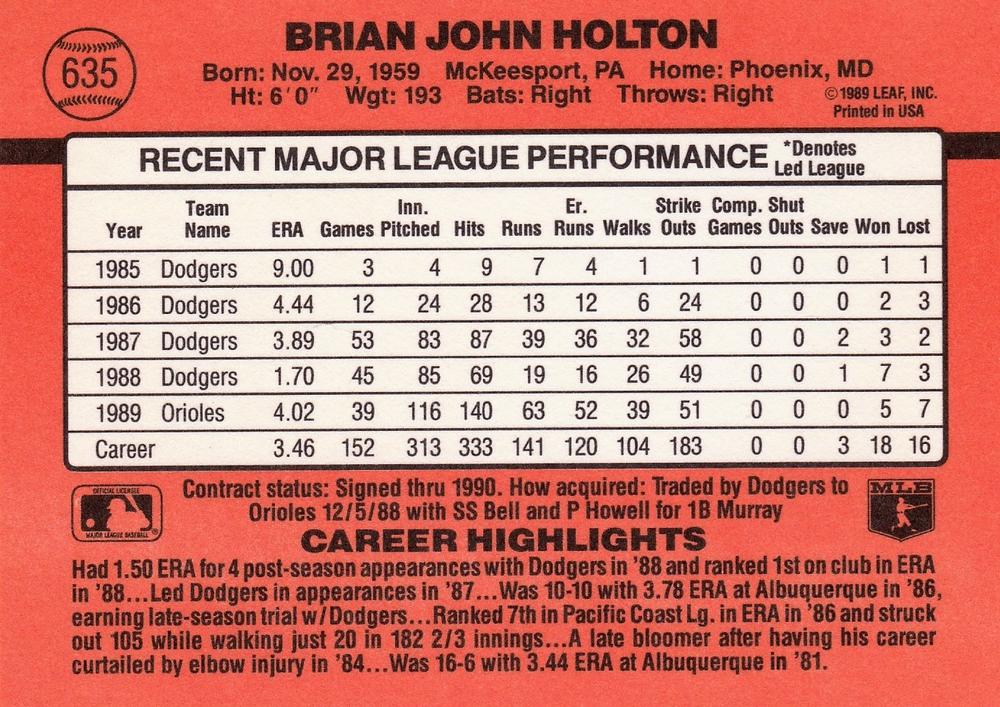 BRIAN JOHN HOLTON
635
Born: Nov. 29, 1959 McKeesport, PA Home: Phoenix, MD
Ht: 6'0" Wgt: 193 Bats: Right Throws: Right
©1989 LEAF, INC.
Printed in USA
RECENT MAJOR LEAGUE PERFORMANCE *Denotes Led League
Year Team Name ERA Games Inn. Pitched Hits Runs Er. Runs Walks Strike Outs Comp. Games Shut Outs Save Won Lost
1985 Dodgers 9.00 3 4 9 7 4 1 1 0 0 0 1 1
1986 Dodgers 4.44 12 24 28 13 12 6 24 0 0 0 2 3
1987 Dodgers 3.89 53 83 87 39 36 32 58 0 0 2 3 2
1988 Dodgers 1.70 45 85 69 19 16 26 49 0 0 1 7 3
1989 Orioles 4.02 39 116 140 63 52 39 51 0 0 0 5 7
Career 3.46 152 313 333 141 120 104 183 0 0 3 18 16
OFFICIAL LICENSEE
MAJOR LEAGUE BASEBALL®
Contract status: Signed thru 1990. How acquired: Traded by Dodgers to
Orioles 12/5/88 with SS Bell and P Howell for 1B Murray
MLB
CAREER HIGHLIGHTS
Had 1.50 ERA for 4 post-season appearances with Dodgers in '88 and ranked 1st on club in ERA
in '88...Led Dodgers in appearances in '87...Was 10-10 with 3.78 ERA at Albuquerque in '86,
earning late-season trial w/Dodgers...Ranked 7th in Pacific Coast Lg. in ERA in '86 and struck
out 105 while walking just 20 in 182 2/3 innings...A late bloomer after having his career
curtailed by elbow injury in '84...Was 16-6 with 3.44 ERA at Albuquerque in '81.